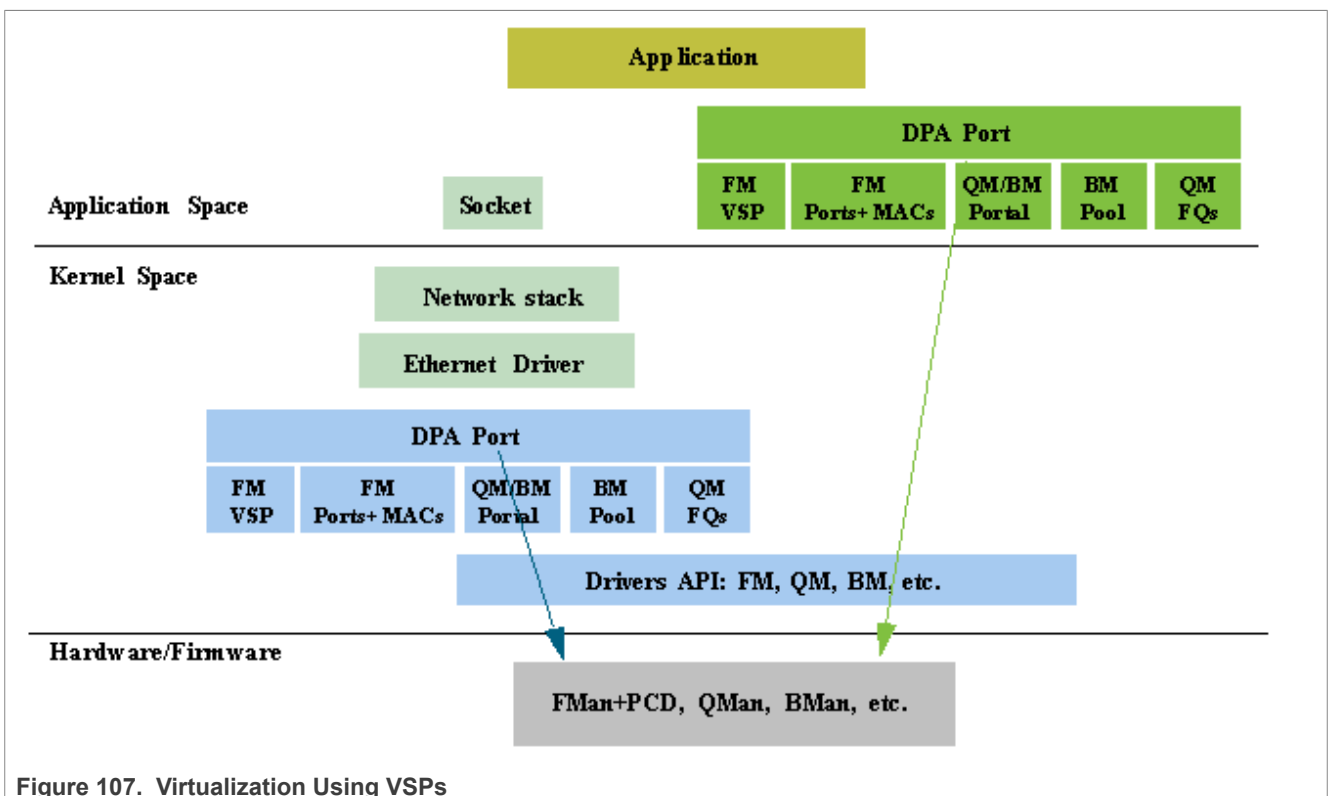 Application
DPA Port
FM VSP
FM Ports+ MACs
QM/BM Portal
BM Pool
QM FQs
Application Space
Socket
Kernel Space
Network stack
Ethernet Driver
DPA Port
FM VSP
FM Ports+ MACs
QM/BM Portal
BM Pool
QM FQs
Drivers API: FM, QM, BM, etc.
Hardware/Firmware
FMan+PCD, QMan, BMan, etc.
Figure 107. Virtualization Using VSPs